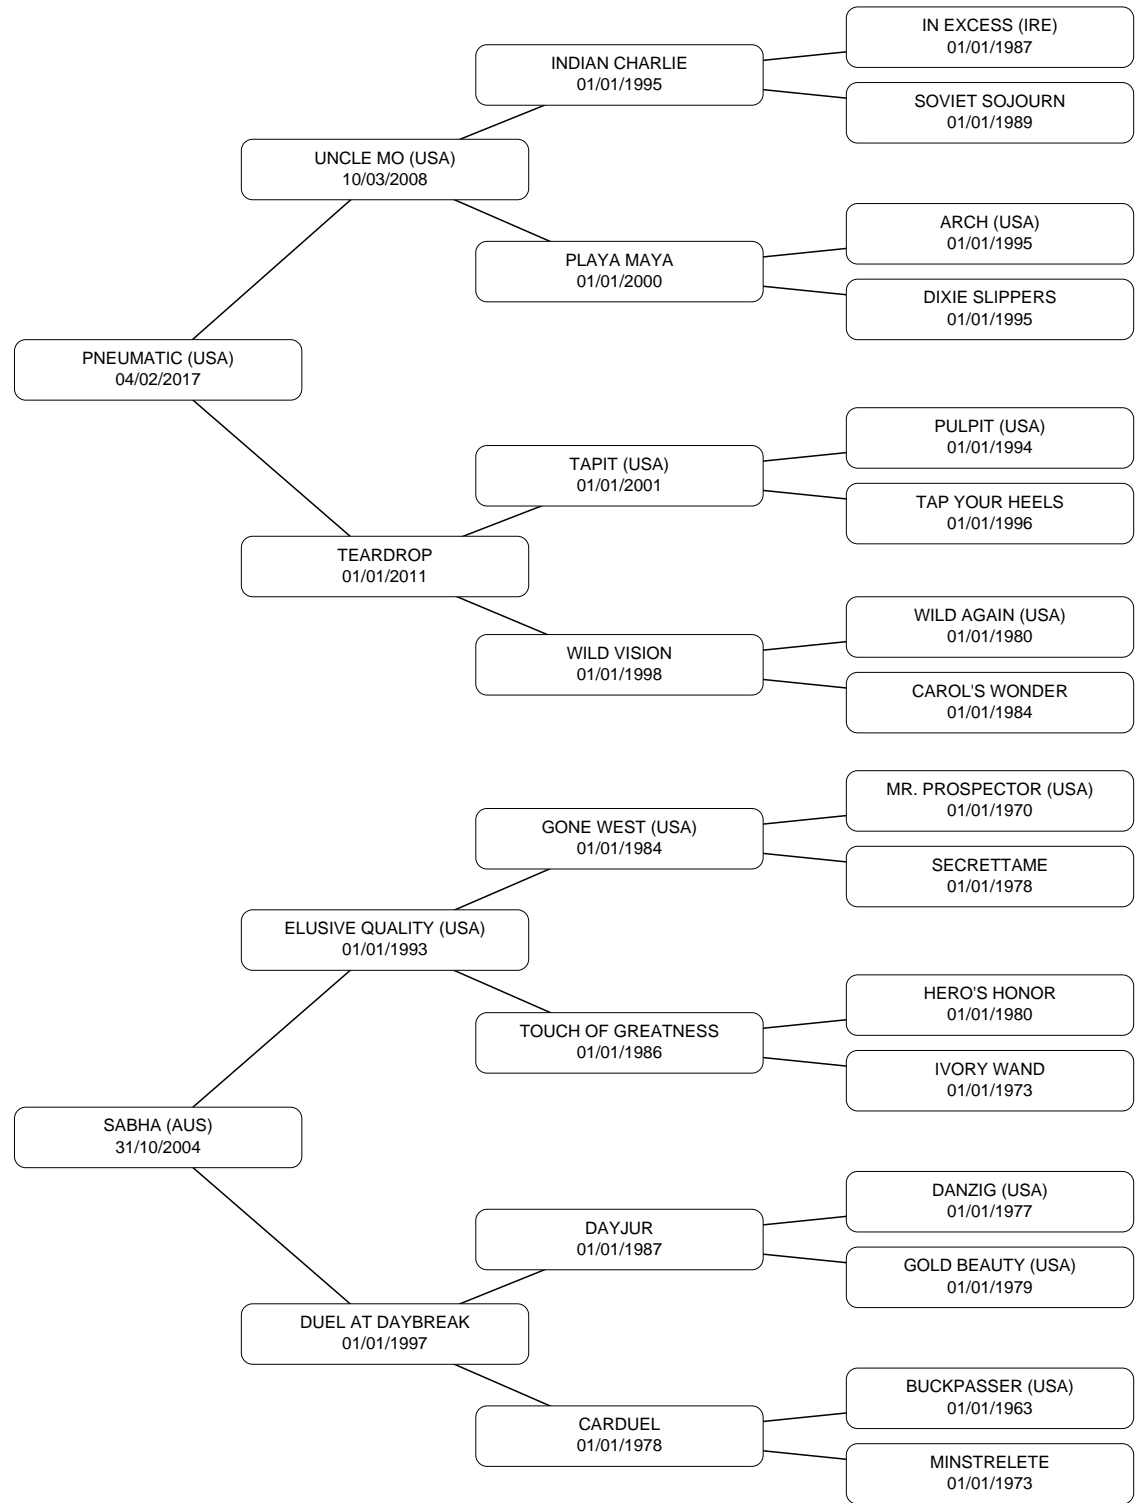 IN EXCESS (IRE)
01/01/1987
INDIAN CHARLIE
01/01/1995
SOVIET SOJOURN
01/01/1989
UNCLE MO (USA)
10/03/2008
ARCH (USA)
01/01/1995
PLAYA MAYA
01/01/2000
DIXIE SLIPPERS
01/01/1995
PNEUMATIC (USA)
04/02/2017
PULPIT (USA)
01/01/1994
TAPIT (USA)
01/01/2001
TAP YOUR HEELS
01/01/1996
TEARDROP
01/01/2011
WILD AGAIN (USA)
01/01/1980
WILD VISION
01/01/1998
CAROL'S WONDER
01/01/1984
MR. PROSPECTOR (USA)
01/01/1970
GONE WEST (USA)
01/01/1984
SECRETTAME
01/01/1978
ELUSIVE QUALITY (USA)
01/01/1993
HERO'S HONOR
01/01/1980
TOUCH OF GREATNESS
01/01/1986
IVORY WAND
01/01/1973
SABHA (AUS)
31/10/2004
DANZIG (USA)
01/01/1977
DAYJUR
01/01/1987
GOLD BEAUTY (USA)
01/01/1979
DUEL AT DAYBREAK
01/01/1997
BUCKPASSER (USA)
01/01/1963
CARDUEL
01/01/1978
MINSTRELETE
01/01/1973